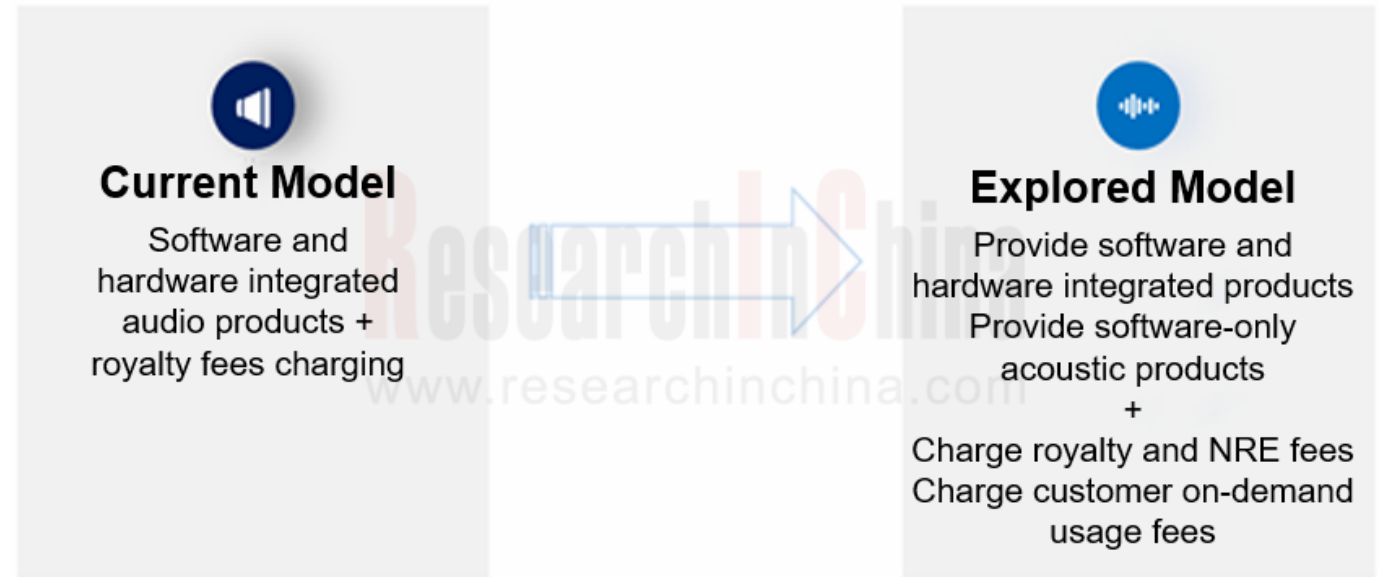 Current Model
Software and
hardware integrated
audio products +
royalty fees charging
ResearchInChina
www.researchinchina.com
Explored Model
Provide software and
hardware integrated products
Provide software-only
acoustic products
+
Charge royalty and NRE fees
Charge customer on-demand
usage fees